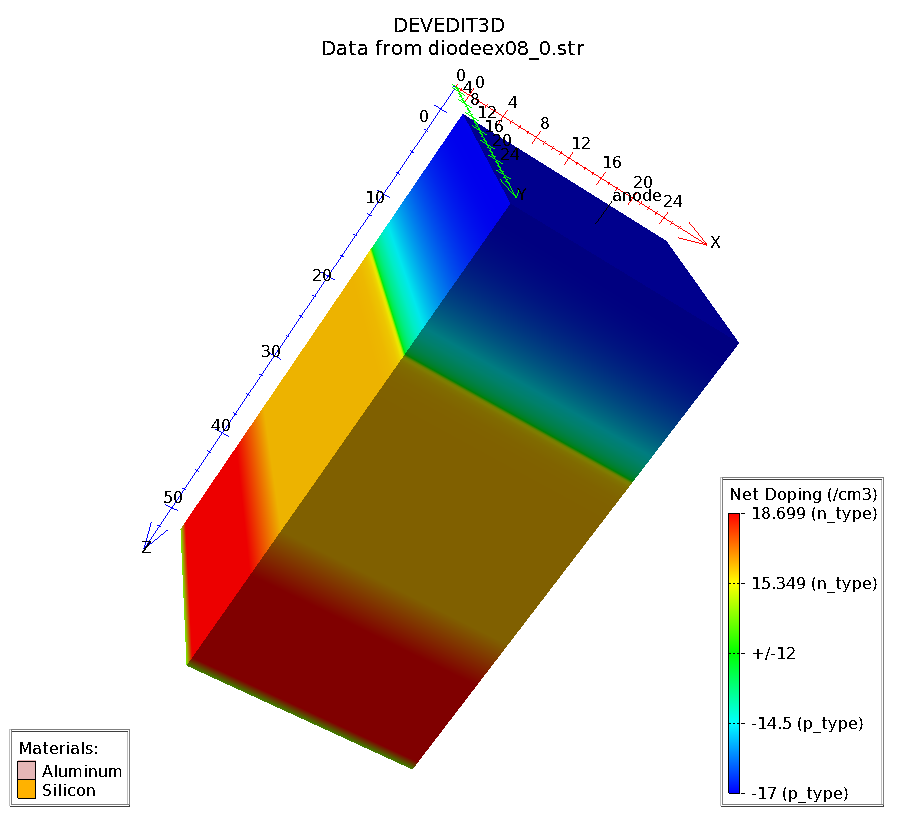 DEVEDIT3D
Data from diodeex08_0.str
0
0
4
8
12
16
20
24
Y
4
8
12
16
20
24
X
anode
0
10
20
30
40
50
Z
Net Doping (/cm3)
18.699 (n_type)
15.349 (n_type)
+/-12
-14.5 (p_type)
-17 (p_type)
Materials:
Aluminum
Silicon